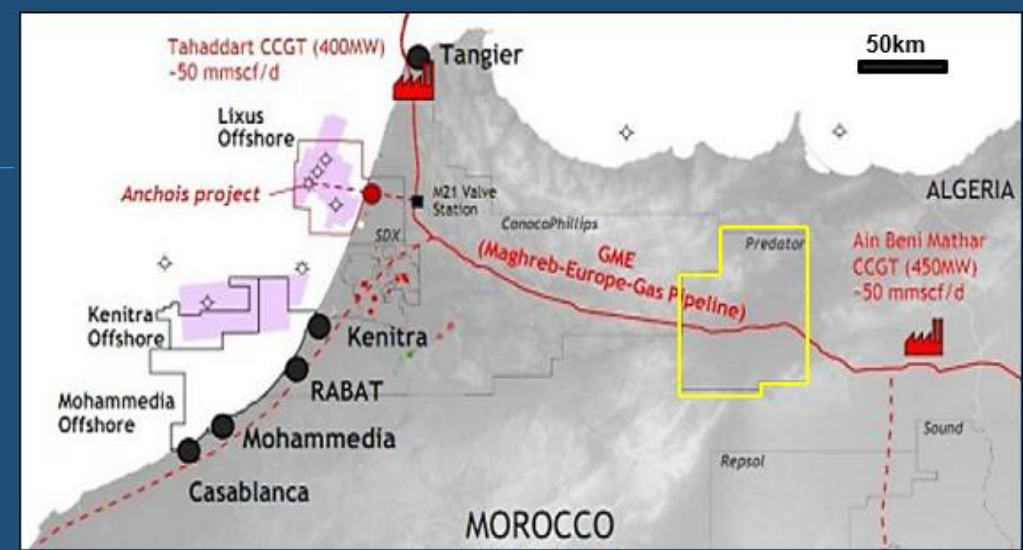 Tahaddart CCGT (400MW)
~50 mmscf/d
Tangier
50km
Lixus
Offshore
Anchois project
M21 Valve
Station
ALGERIA
SDX
ConocoPhillips
GME
(Maghreb-Europe-Gas Pipeline)
Predator
Ain Beni Mathar
CCGT (450MW)
~50 mmscf/d
Kenitra
Offshore
Kenitra
RABAT
Mohammedia
Offshore
Mohammedia
Casablanca
Repsol
Sound
MOROCCO